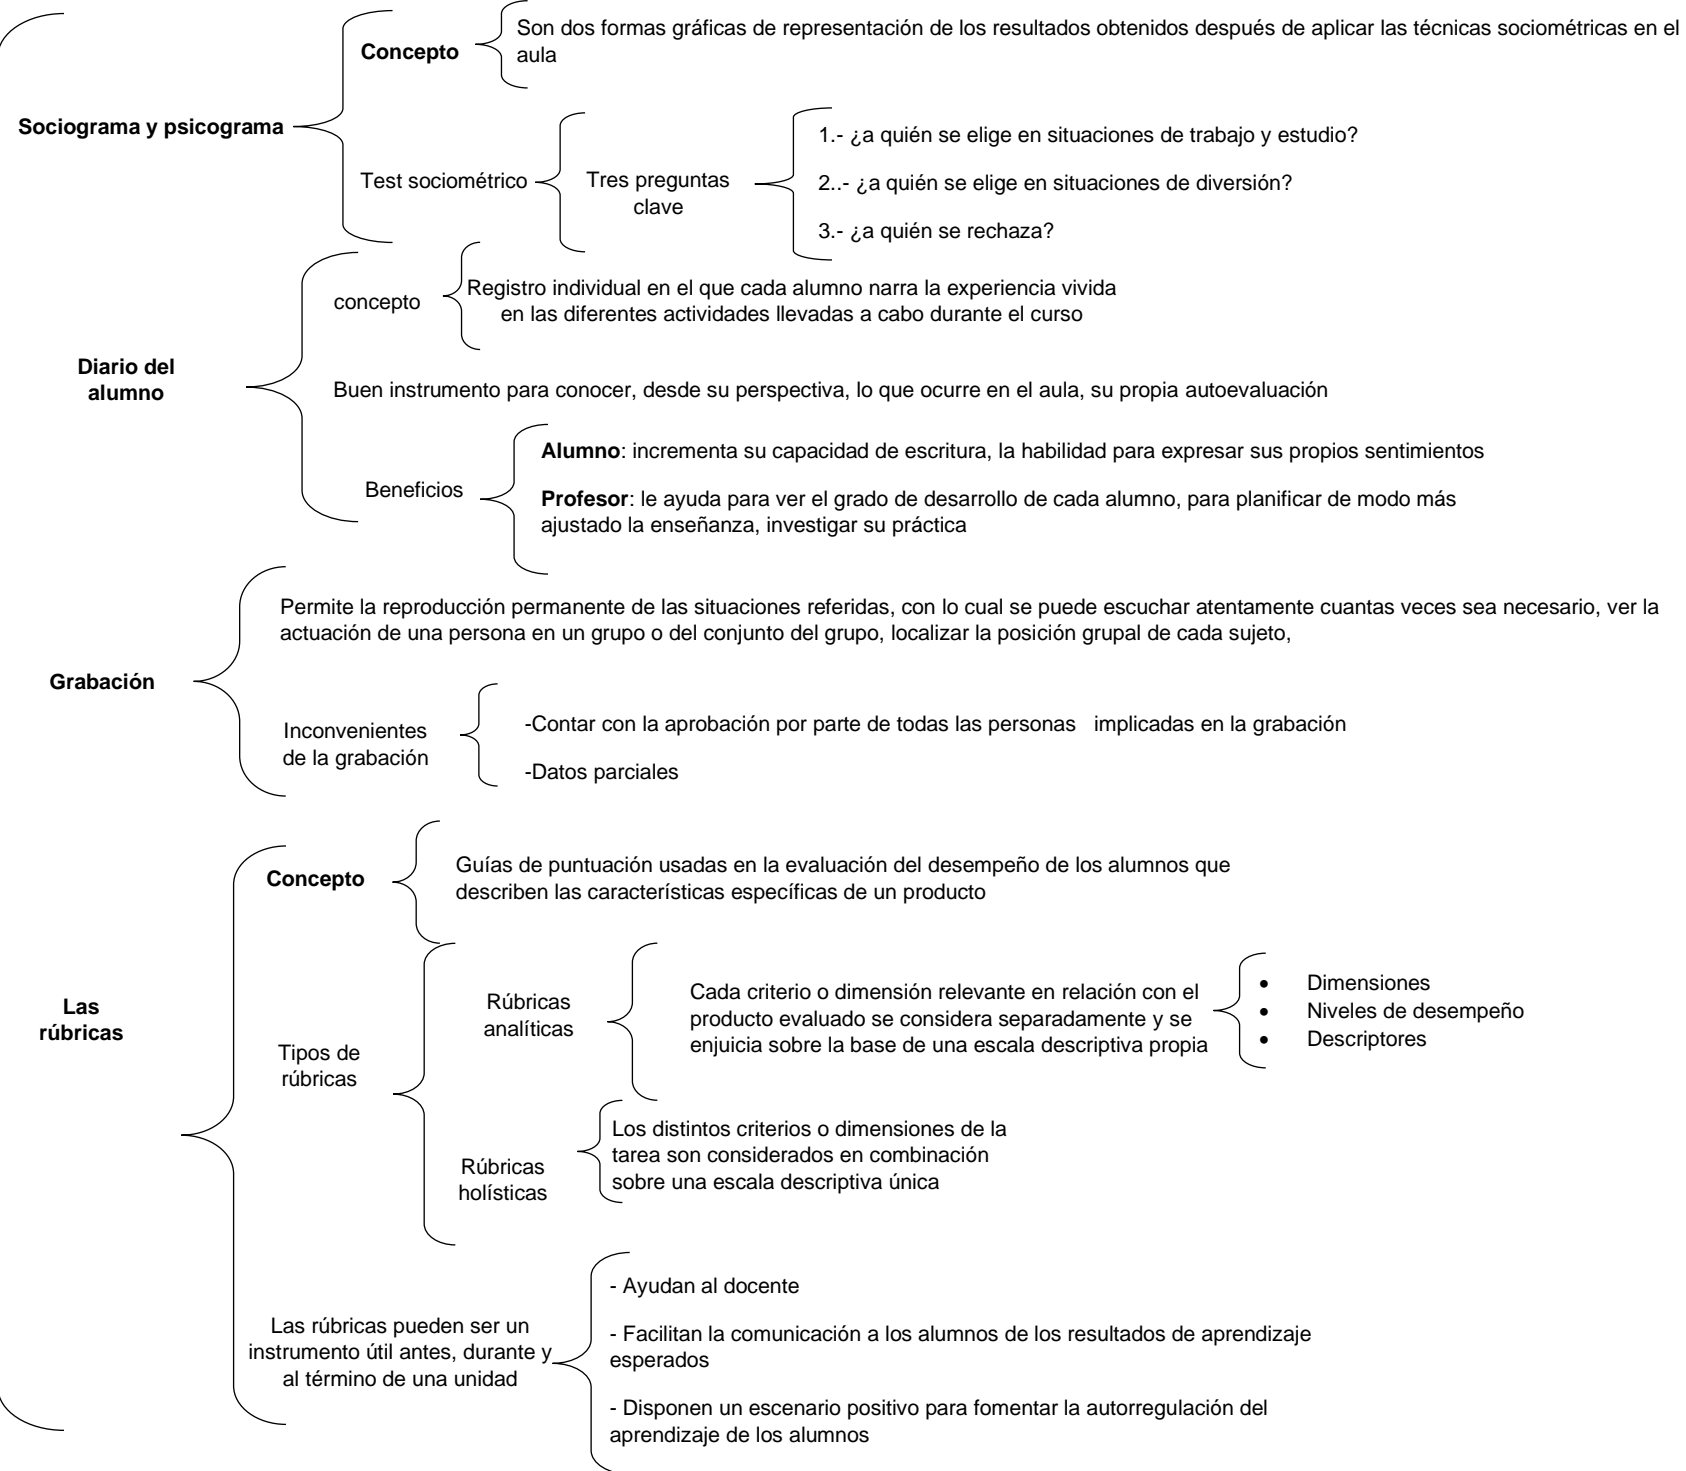 Sociograma y psicograma
Concepto
Son dos formas gráficas de representación de los resultados obtenidos después de aplicar las técnicas sociométricas en el
aula
Test sociométrico
Tres preguntas
clave
1.- ¿a quién se elige en situaciones de trabajo y estudio?
2..- ¿a quién se elige en situaciones de diversión?
3.- ¿a quién se rechaza?
Diario del
alumno
concepto
Registro individual en el que cada alumno narra la experiencia vivida
en las diferentes actividades llevadas a cabo durante el curso
Buen instrumento para conocer, desde su perspectiva, lo que ocurre en el aula, su propia autoevaluación
Beneficios
Alumno: incrementa su capacidad de escritura, la habilidad para expresar sus propios sentimientos
Profesor: le ayuda para ver el grado de desarrollo de cada alumno, para planificar de modo más
ajustado la enseñanza, investigar su práctica
Grabación
Permite la reproducción permanente de las situaciones referidas, con lo cual se puede escuchar atentamente cuantas veces sea necesario, ver la
actuación de una persona en un grupo o del conjunto del grupo, localizar la posición grupal de cada sujeto,
Inconvenientes
de la grabación
-Contar con la aprobación por parte de todas las personas   implicadas en la grabación
-Datos parciales
Las
rúbricas
Concepto
Guías de puntuación usadas en la evaluación del desempeño de los alumnos que
describen las características específicas de un producto
Tipos de
rúbricas
Rúbricas
analíticas
Cada criterio o dimensión relevante en relación con el
producto evaluado se considera separadamente y se
enjuicia sobre la base de una escala descriptiva propia
• Dimensiones
• Niveles de desempeño
• Descriptores
Rúbricas
holísticas
Los distintos criterios o dimensiones de la
tarea son considerados en combinación
sobre una escala descriptiva única
Las rúbricas pueden ser un
instrumento útil antes, durante y
al término de una unidad
- Ayudan al docente
- Facilitan la comunicación a los alumnos de los resultados de aprendizaje
esperados
- Disponen un escenario positivo para fomentar la autorregulación del
aprendizaje de los alumnos